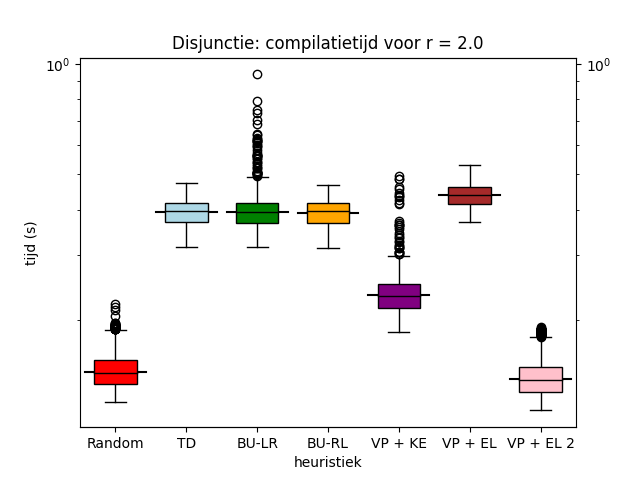 Disjunctie: compilatietijd voor r = 2.0
10⁰ 10⁰
tijd (s)
Random TD BU-LR BU-RL VP + KE VP + EL VP + EL 2
heuristiek